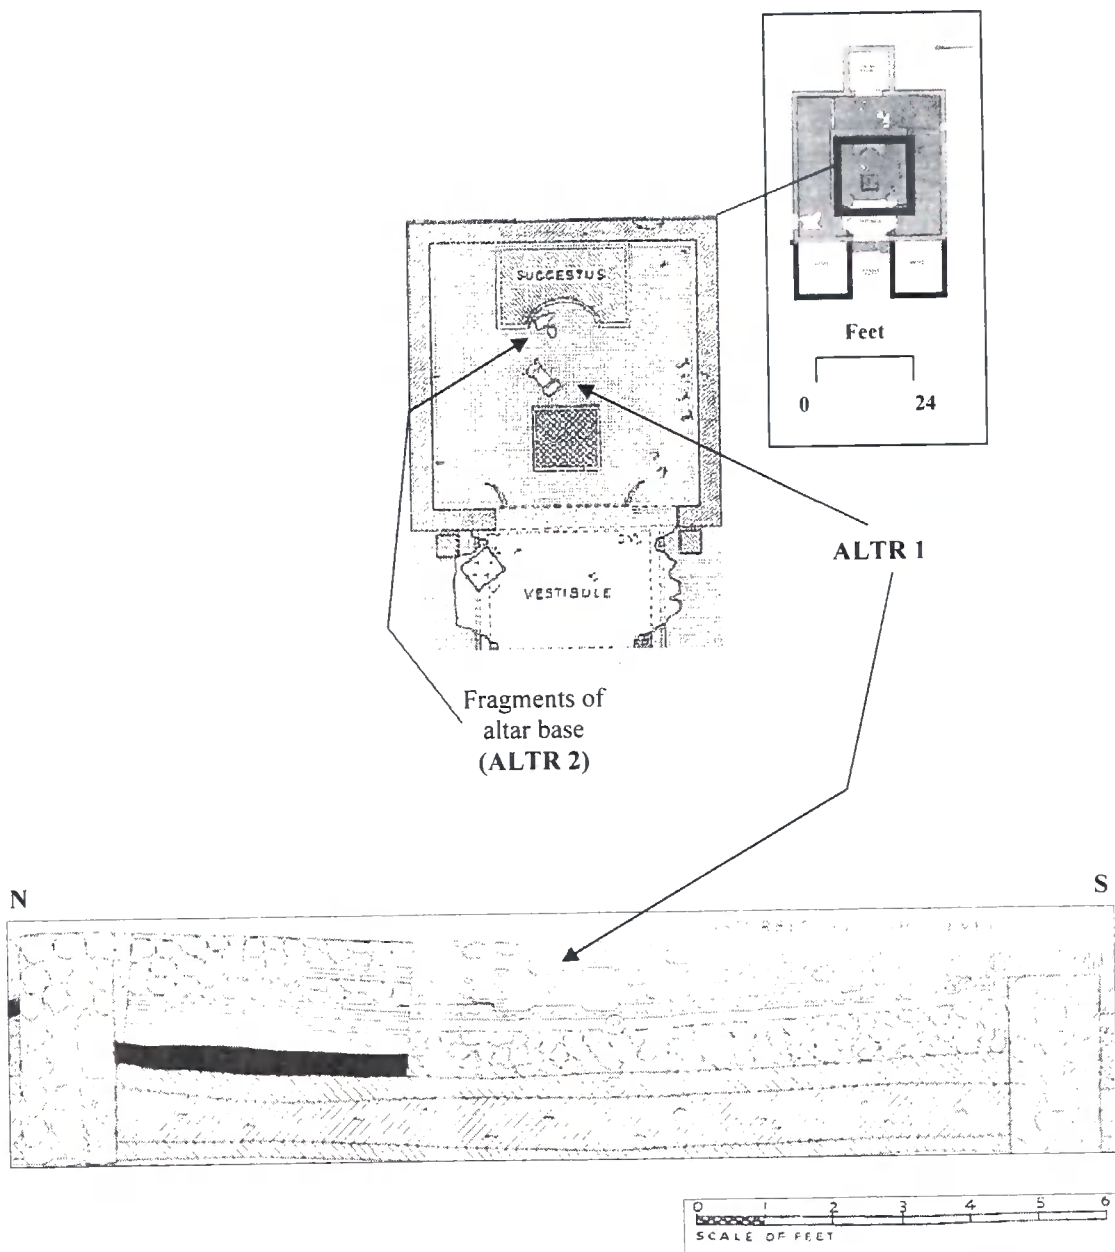 Feet
0 24
SUGGESTUS
ALTR 1
VESTIBULE
Fragments of
altar base
(ALTR 2)
N S
0 1 2 3 4 5 6
SCALE OF FEET